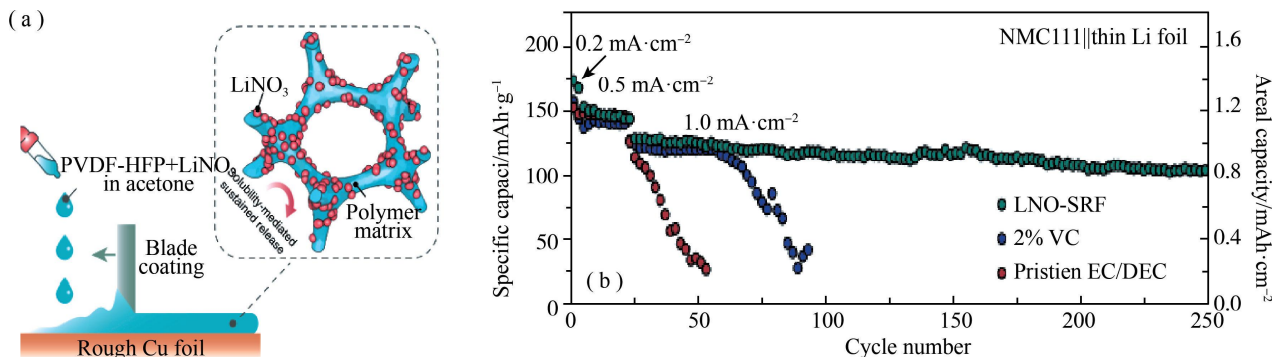 ( a )
LiNO₃
PVDF-HFP+LiNO₃
in acetone
Solubility-mediated
sustained release
Polymer
matrix
Blade
coating
Rough Cu foil
Specific capaci/mAh·g⁻¹
200
150
100
50
0
0.2 mA·cm⁻²
0.5 mA·cm⁻²
1.0 mA·cm⁻²
NMC111||thin Li foil
LNO-SRF
2% VC
Pristien EC/DEC
( b )
0
50
100
150
200
250
Cycle number
1.6
1.2
0.8
0.4
0.0
Areal capacity/mAh·cm⁻²